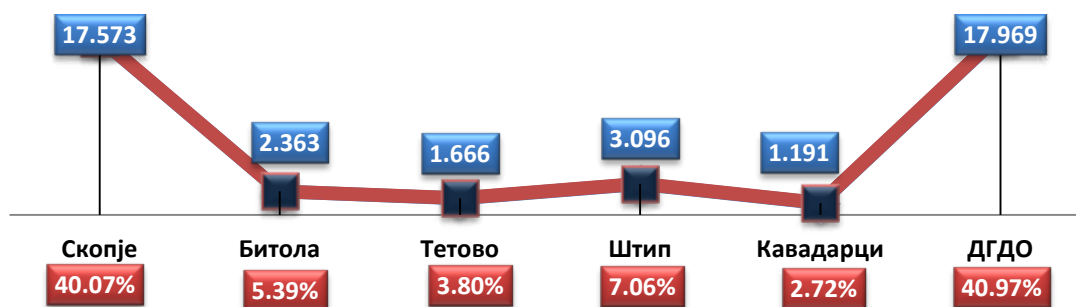 17.573
17.969
2.363
1.666
3.096
1.191
Скопје
Битола
Тетово
Штип
Кавадарци
ДГДО
40.07%
5.39%
3.80%
7.06%
2.72%
40.97%